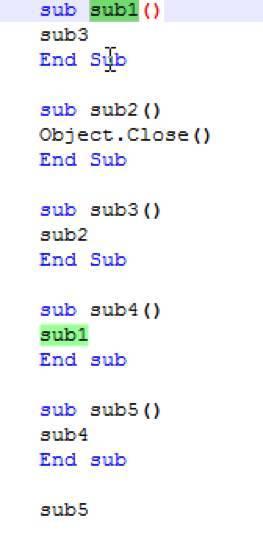 sub sub1()
sub3
End Sub
sub sub2()
Object.Close()
End Sub
sub sub3()
sub2
End Sub
sub sub4()
sub1
End sub
sub sub5()
sub4
End sub
sub5